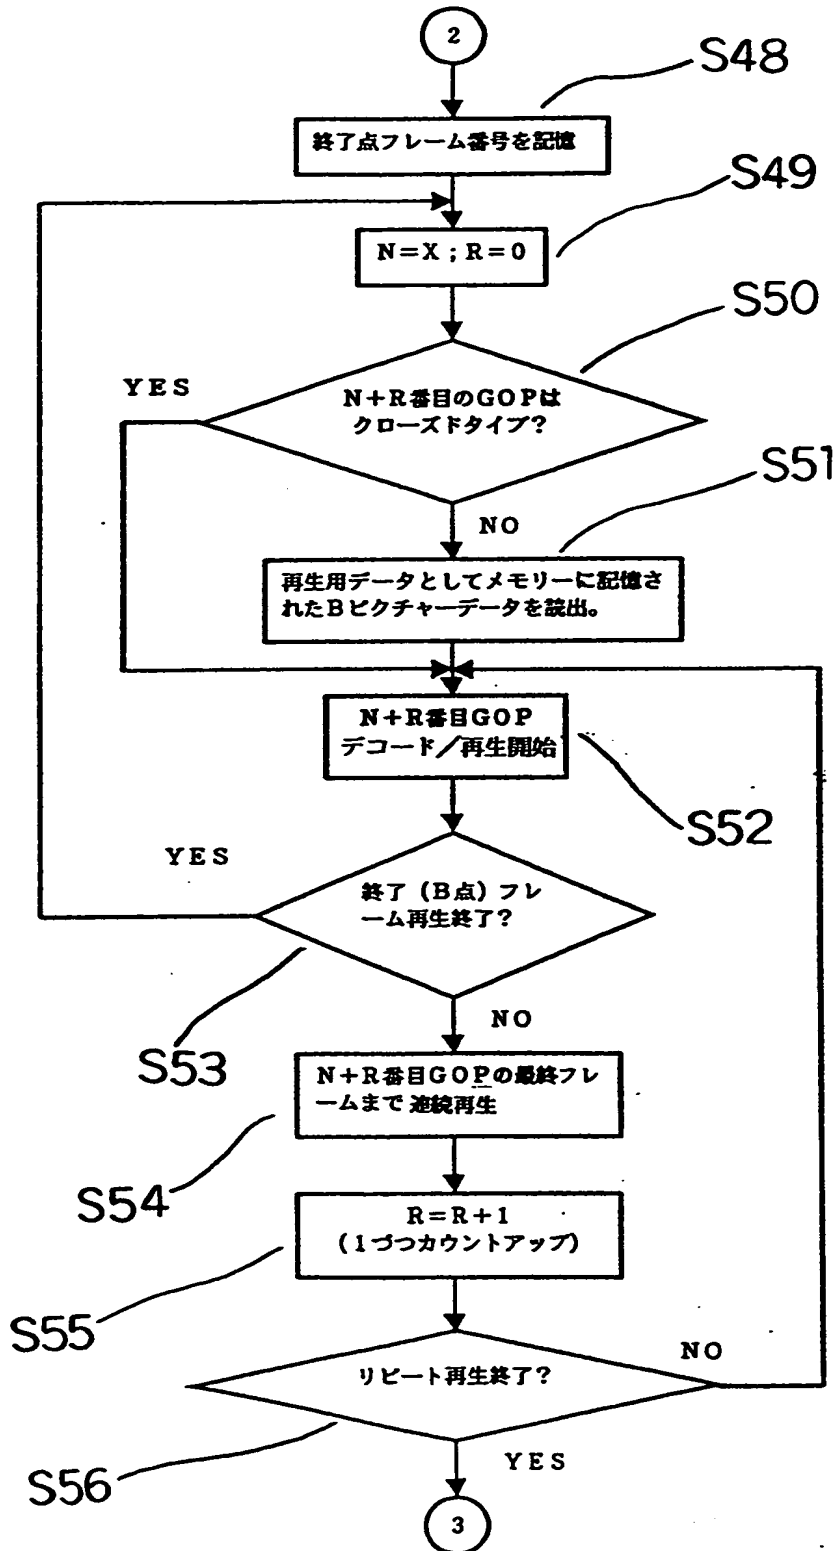 2
S48
終了点フレーム番号を記憶
S49
N=X;R=0
S50
YES
N+R番目のGOPは
クローズドタイプ?
S51
NO
再生用データとしてメモリーに記憶さ
れたBピクチャーデータを読出。
N+R番目GOP
デコード/再生開始
S52
YES
終了(B点)フレ
ーム再生終了?
NO
S53
N+R番目GOPの最終フレ
ームまで連続再生
S54
R=R+1
(1づつカウントアップ)
S55
NO
リピート再生終了?
YES
S56
3